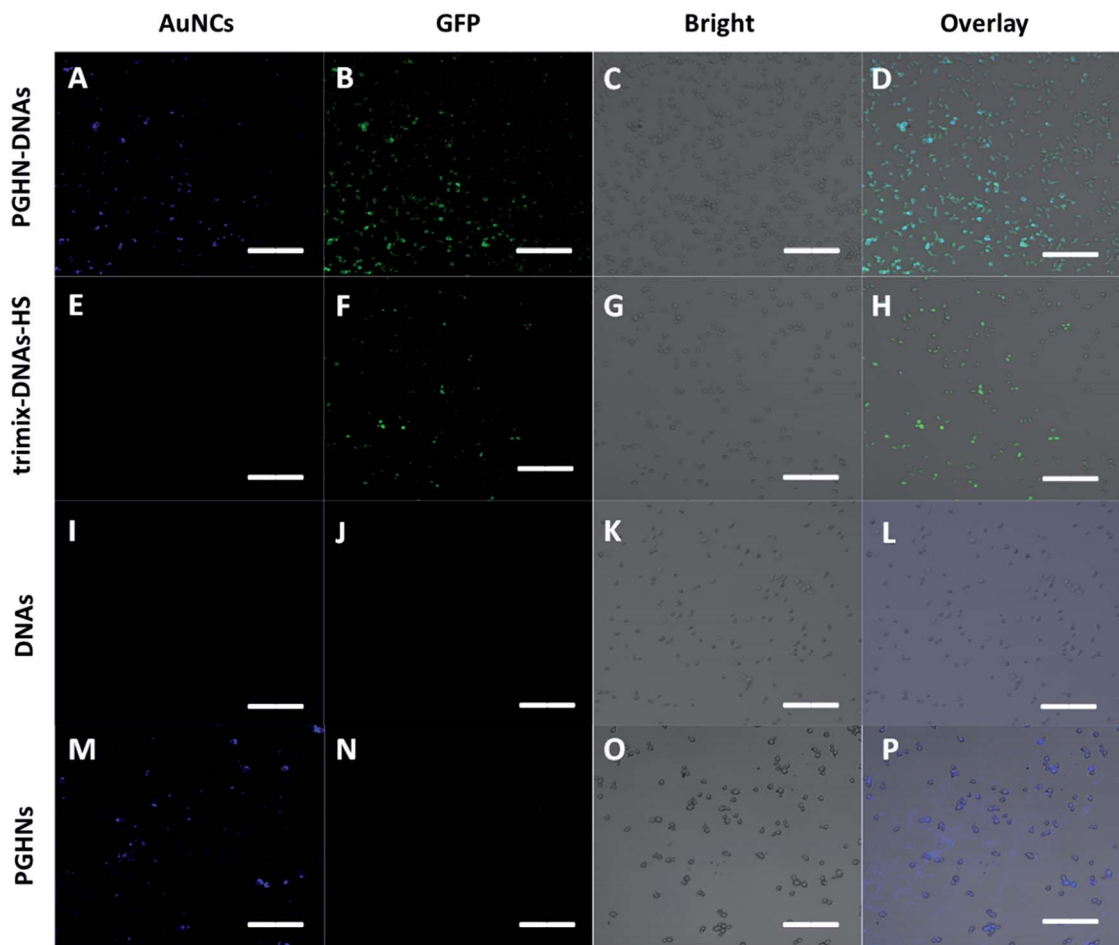 AuNCs GFP Bright Overlay
PGHN-DNAs
A B C D
trimix-DNAs-HS
E F G H
DNAs
I J K L
PGHNs
M N O P